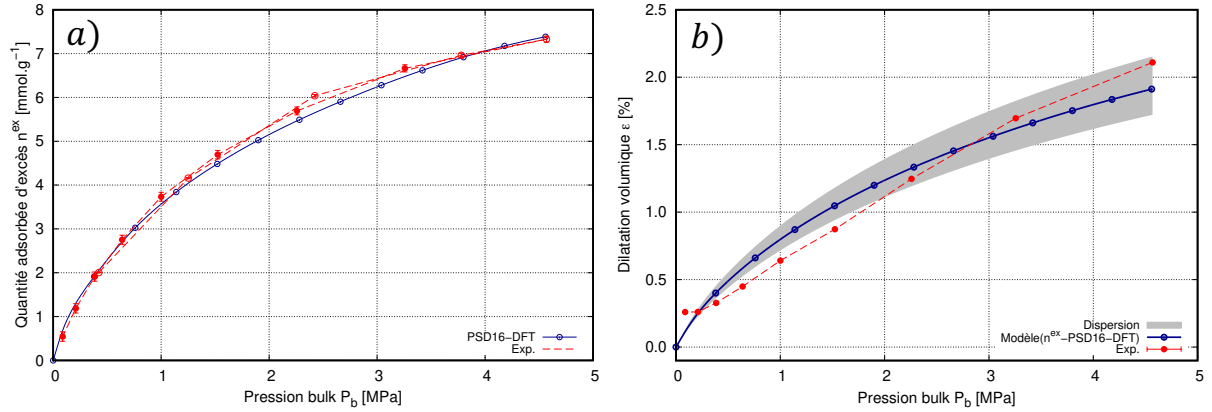 a)
Quantité adsorbée d'excès n^ex [mmol.g^-1]
8
7
6
5
4
3
2
1
0
0 1 2 3 4 5
Pression bulk P_b [MPa]
PSD16-DFT
Exp.
b)
Dilatation volumique ε [%]
2.5
2.0
1.5
1.0
0.5
0.0
0 1 2 3 4 5
Pression bulk P_b [MPa]
Dispersion
Modèle(n^ex-PSD16-DFT)
Exp.